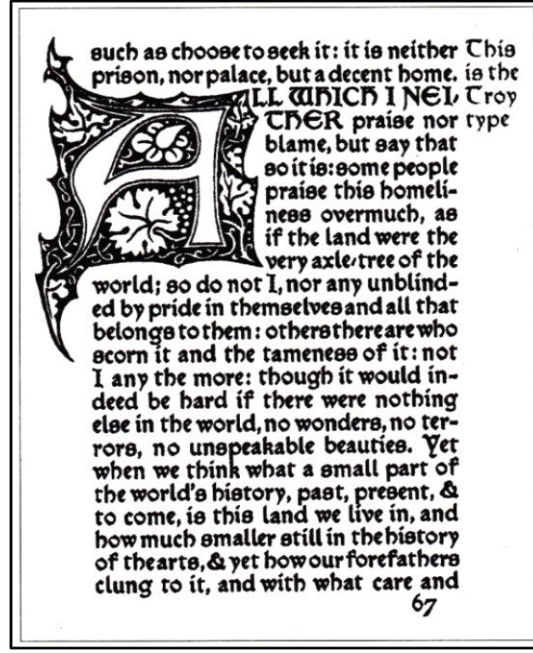 such as choose to seek it: it is neither
prison, nor palace, but a decent home.
ALL WHICH I NEI-
THER praise nor
blame, but say that
so it is: some people
praise this homeli-
ness overmuch, as
if the land were the
very axle-tree of the
world; so do not I, nor any unblind-
ed by pride in themselves and all that
belongs to them: others there are who
scorn it and the tameness of it: not
I any the more: though it would in-
deed be hard if there were nothing
else in the world, no wonders, no ter-
rors, no unspeakable beauties. Yet
when we think what a small part of
the world's history, past, present, &
to come, is this land we live in, and
how much smaller still in the history
of the arts, & yet how our forefathers
clung to it, and with what care and
67
This
is the
Troy
type